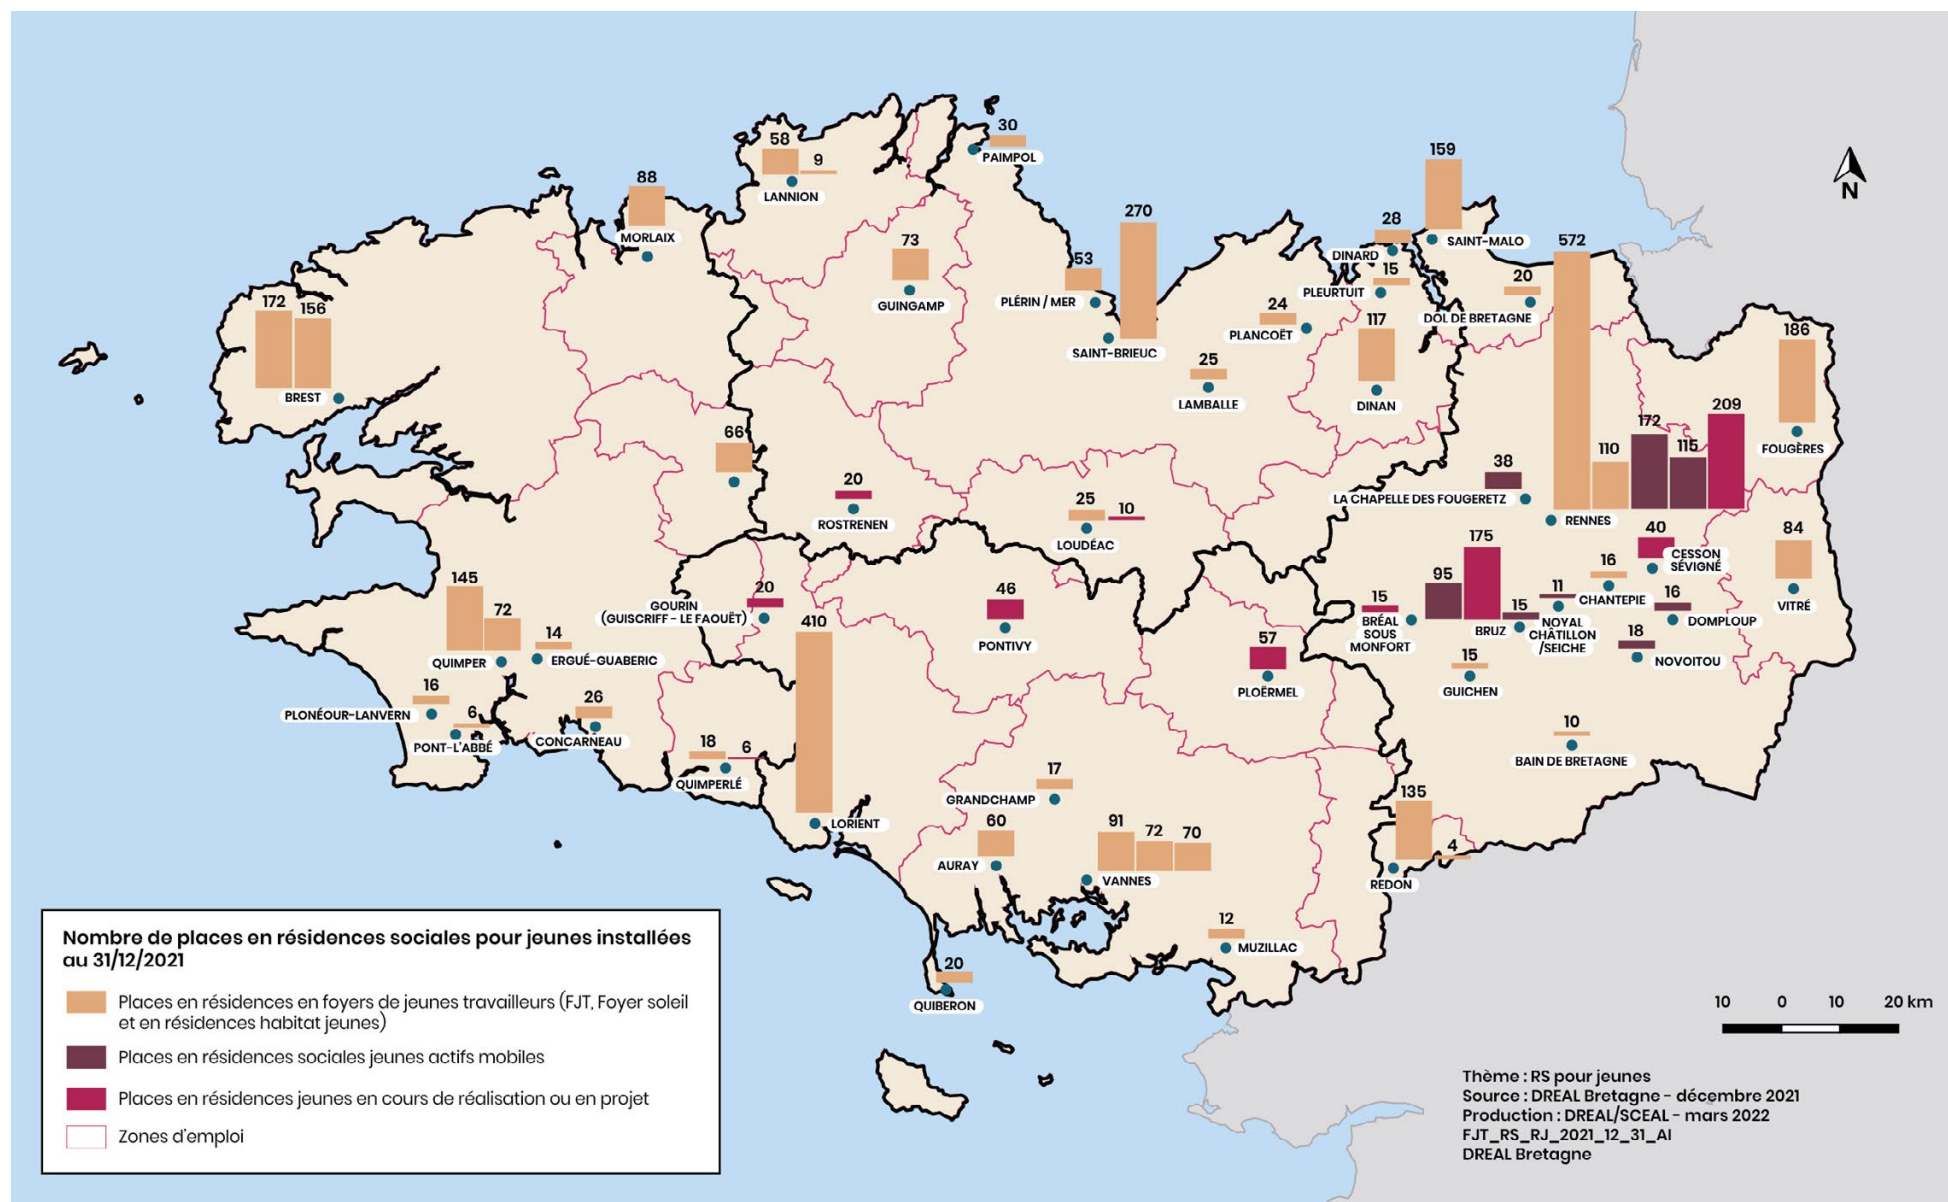 30
PAIMPOL
58
9
LANNION
88
MORLAIX
159
SAINT-MALO
28
DINARD
15
PLEURTUIT
270
53
PLÉRIN / MER
SAINT-BRIEUC
73
GUINGAMP
572
20
DOL DE BRETAGNE
24
PLANCOËT
117
DINAN
25
LAMBALLE
172
156
BREST
186
FOUGÈRES
66
20
ROSTRENEN
25
10
LOUDÉAC
38
LA CHAPELLE DES FOUGERETZ
110
172
115
209
RENNES
40
CESSON
SÉVIGNÉ
84
VITRÉ
16
CHANTEPIE
16
DOMPLOUP
11
NOYAL
CHÂTILLON
/SEICHE
18
NOVOITOU
95
175
15
BRUZ
15
BRÉAL
SOUS
MONFORT
15
GUICHEN
10
BAIN DE BRETAGNE
145
72
QUIMPER
14
ERGUÉ-GUABERIC
16
PLONÉOUR-LANVERN
6
PONT-L'ABBÉ
26
CONCARNEAU
20
GOURIN
(GUISCRIFF - LE FAOUËT)
18
6
QUIMPERLÉ
410
LORIENT
46
PONTIVY
57
PLOËRMEL
17
GRANDCHAMP
60
AURAY
91
72
70
VANNES
135
4
REDON
12
MUZILLAC
20
QUIBERON
N
Nombre de places en résidences sociales pour jeunes installées
au 31/12/2021
Places en résidences en foyers de jeunes travailleurs (FJT, Foyer soleil
et en résidences habitat jeunes)
Places en résidences sociales jeunes actifs mobiles
Places en résidences jeunes en cours de réalisation ou en projet
Zones d'emploi
10 0 10 20 km
Thème : RS pour jeunes
Source : DREAL Bretagne - décembre 2021
Production : DREAL/SCEAL - mars 2022
FJT_RS_RJ_2021_12_31_AI
DREAL Bretagne